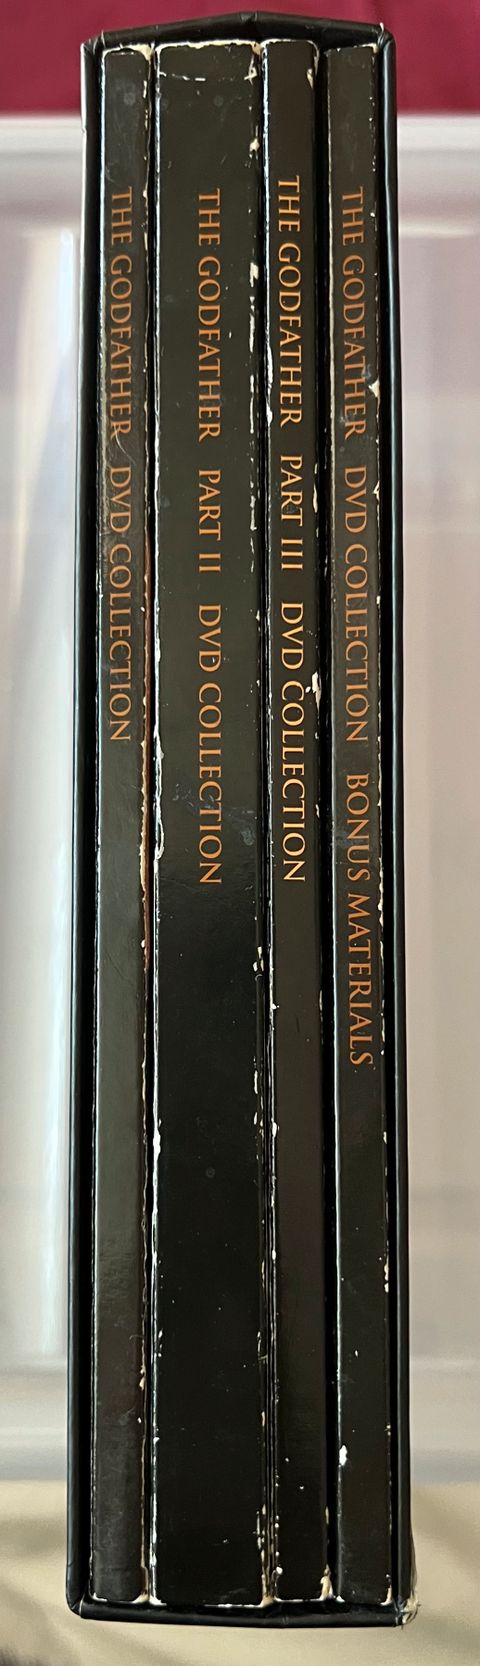 THE GODFATHER DVD COLLECTION
THE GODFATHER PART II DVD COLLECTION
THE GODFATHER PART III DVD COLLECTION
THE GODFATHER DVD COLLECTION BONUS MATERIALS